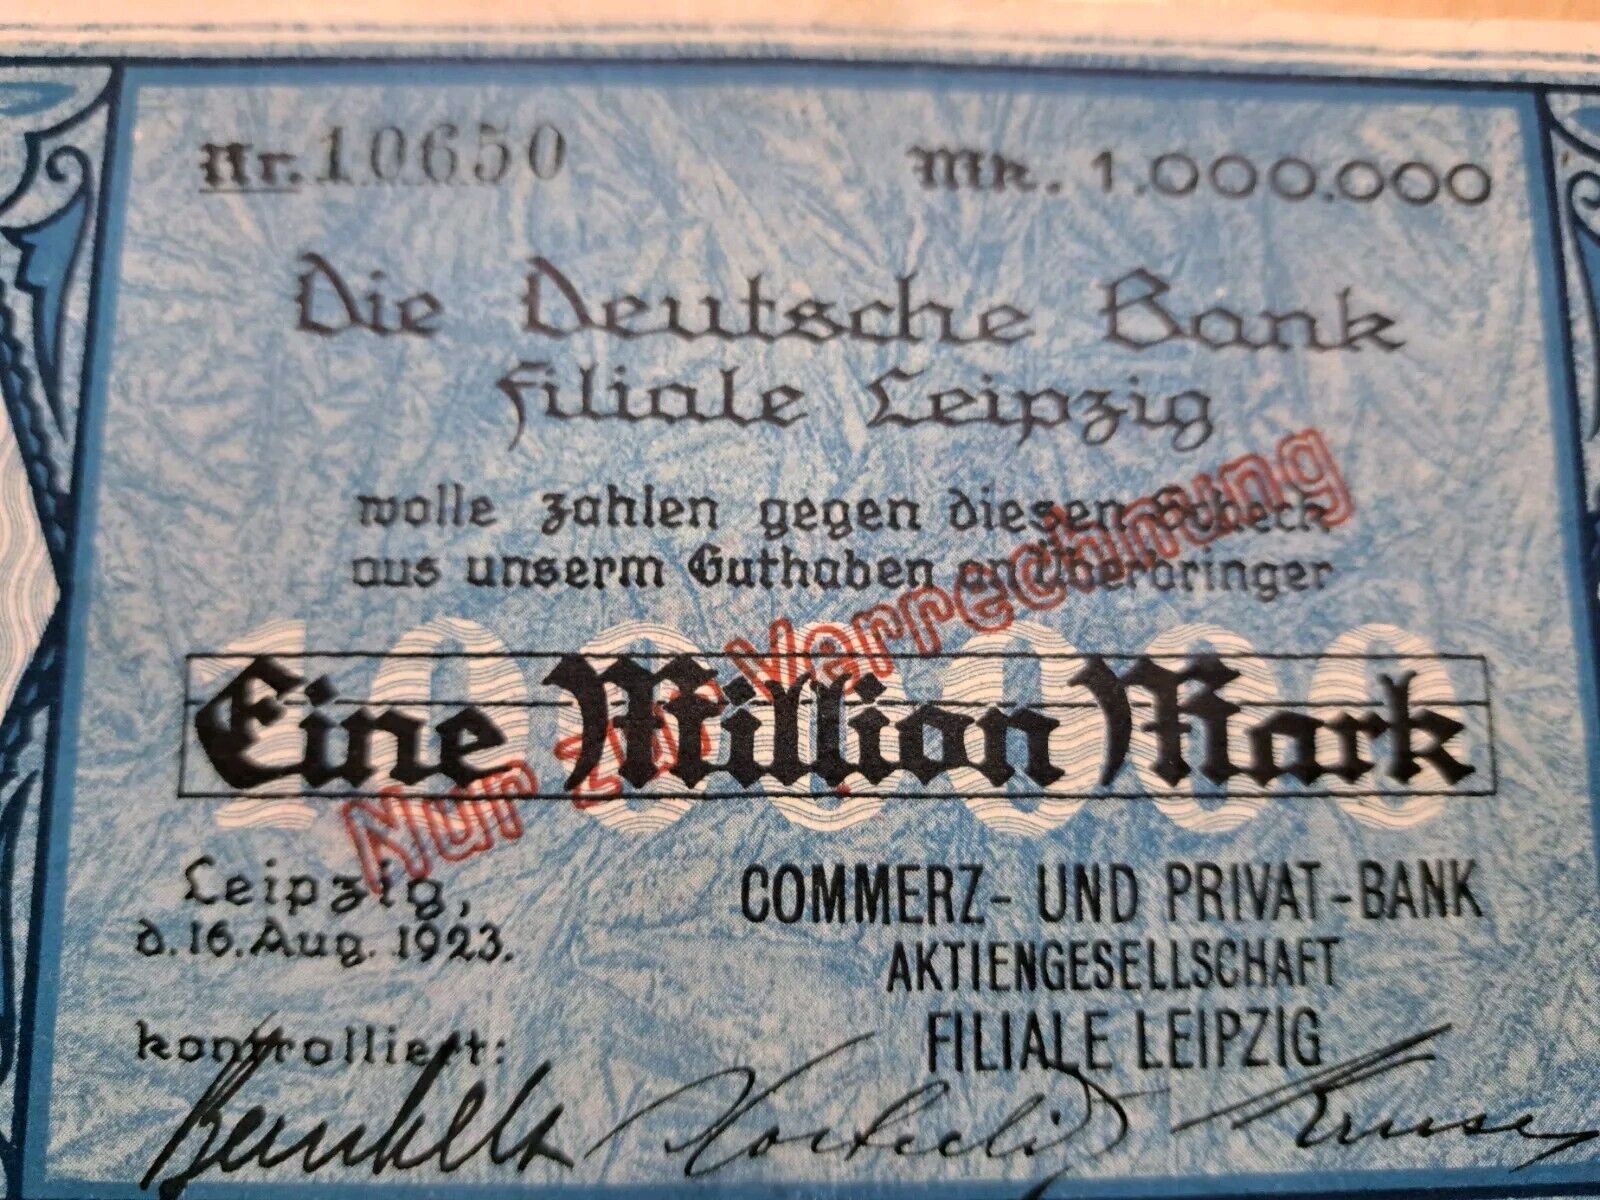 Nr. 10650
Mk. 1.000.000
Die Deutsche Bank
Filiale Leipzig
wolle zahlen gegen diesen Scheck
aus unserm Guthaben an Überbringer
1000000
Eine Million Mark
Nur zur Verrechnung
Leipzig,
d. 16. Aug. 1923.
COMMERZ- UND PRIVAT-BANK
AKTIENGESELLSCHAFT
FILIALE LEIPZIG
kontrolliert: